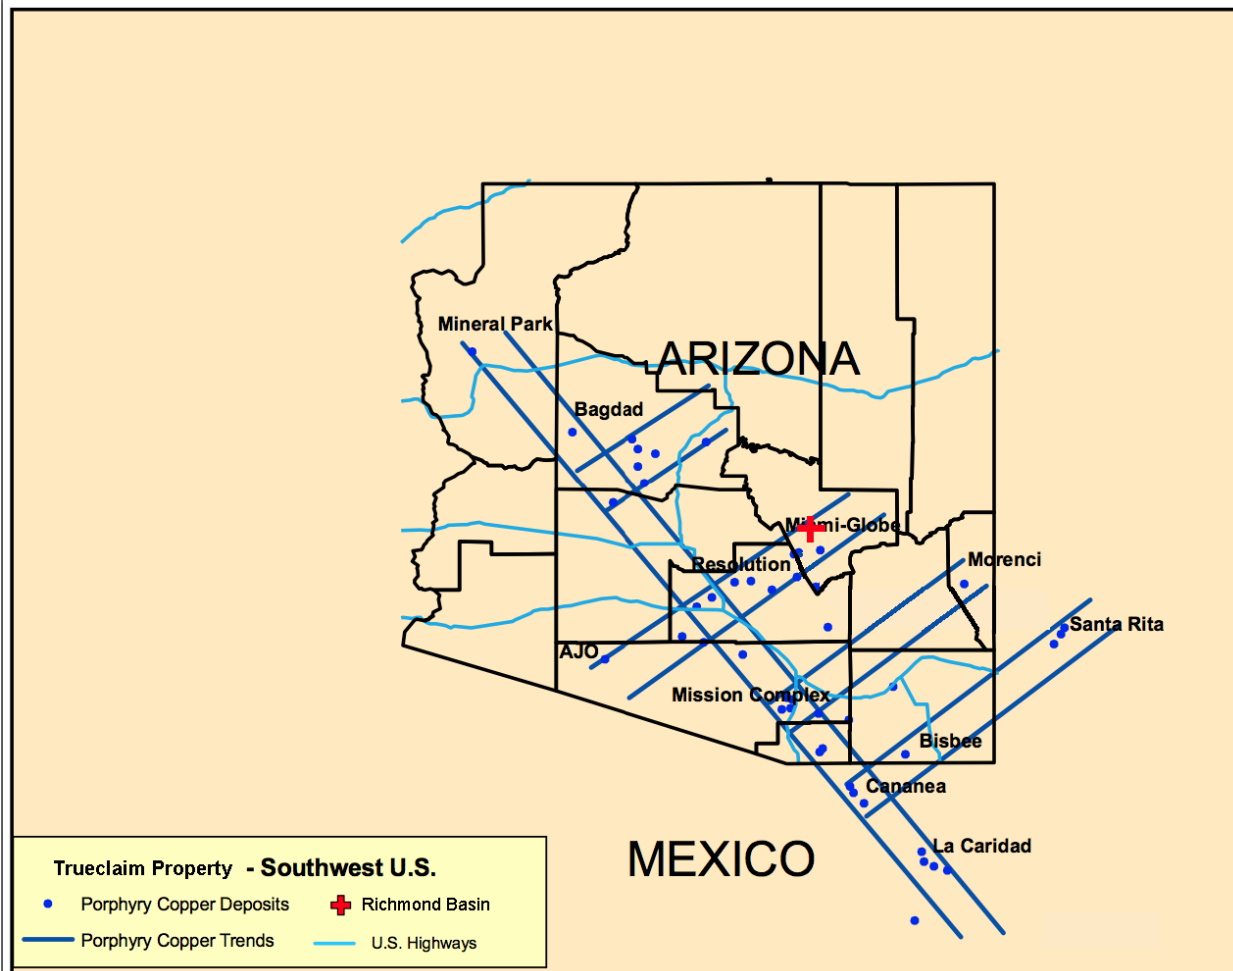 Mineral Park
ARIZONA
Bagdad
Miami-Globe
Resolution
Morenci
Santa Rita
AJO
Mission Complex
Bisbee
Cananea
La Caridad
MEXICO
Trueclaim Property - Southwest U.S.
Porphyry Copper Deposits
Richmond Basin
Porphyry Copper Trends
U.S. Highways